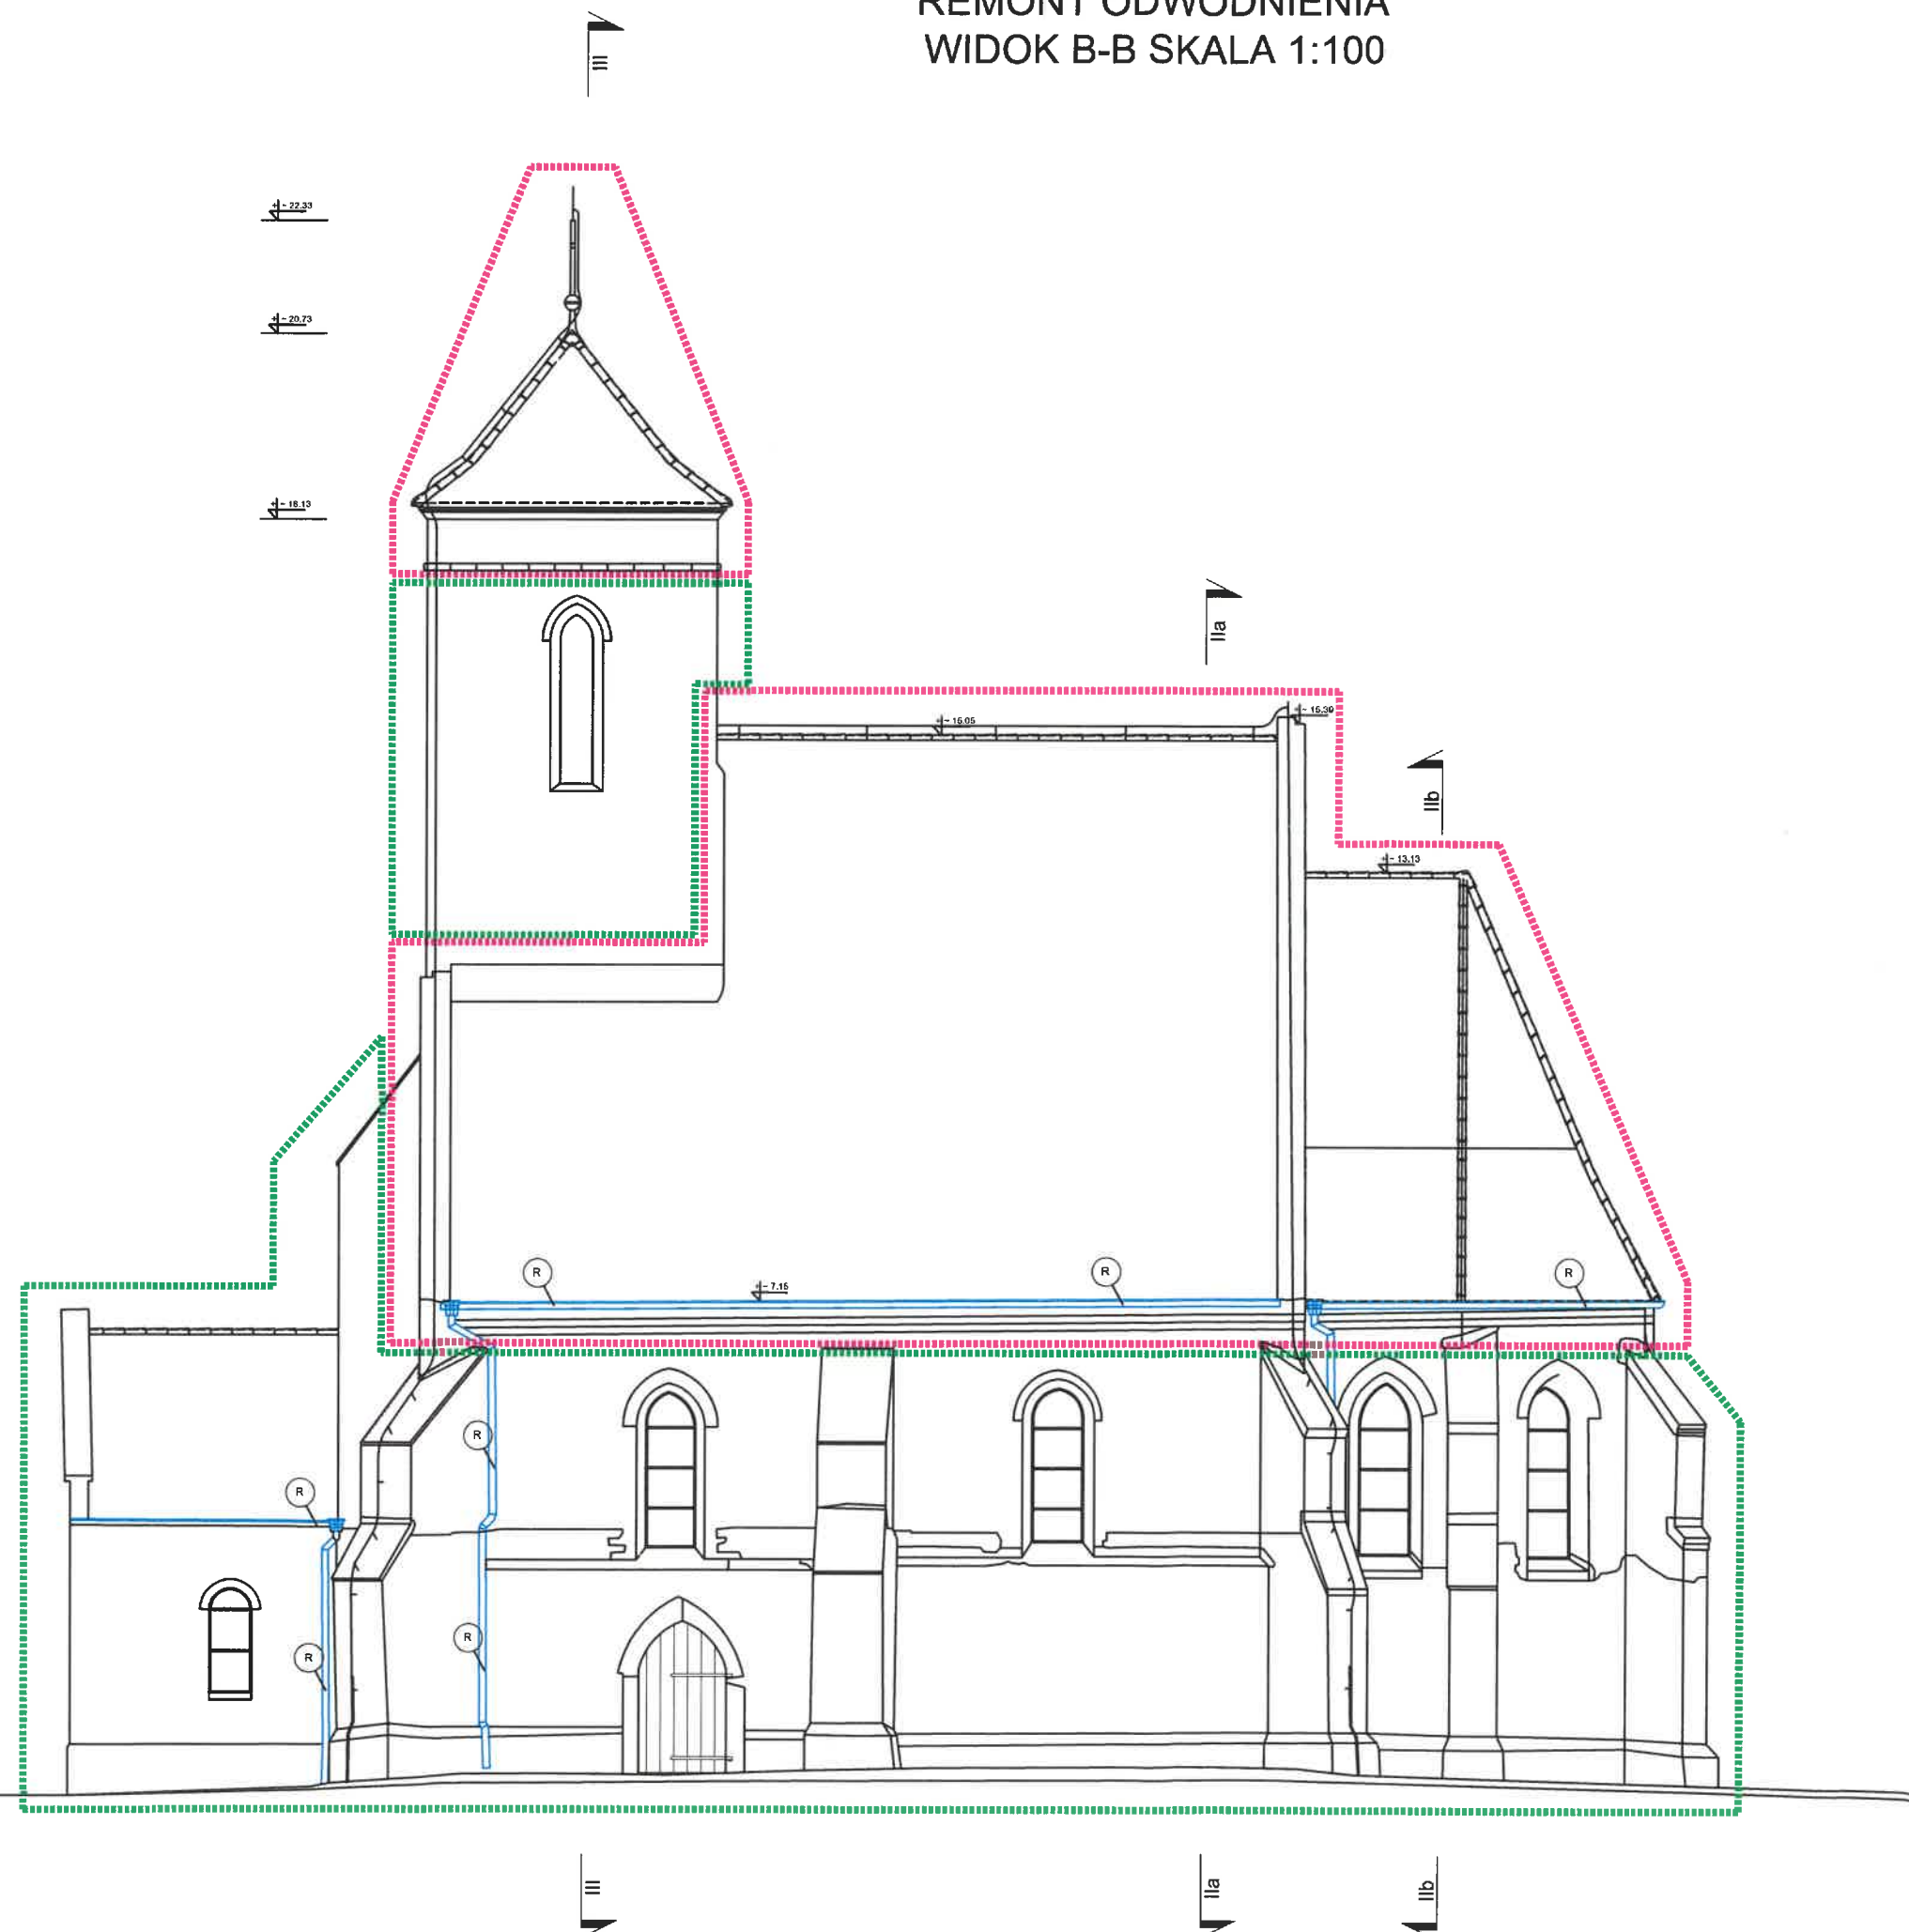 REMONT ODWODNIENIA
WIDOK B-B SKALA 1:100
III
+- 22.33
+- 20.73
+- 18.13
IIa
+- 15.05
+- 15.39
IIb
+- 13.13
R
R
R
+- 7.15
R
R
R
R
III
IIa
IIb